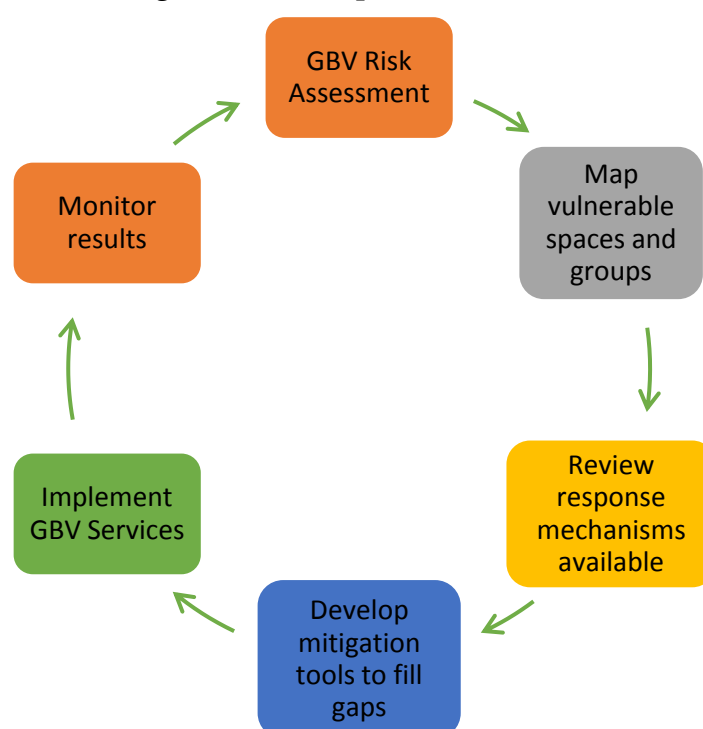 GBV Risk
Assessment
Map
vulnerable
spaces and
groups
Review
response
mechanisms
available
Develop
mitigation
tools to fill
gaps
Implement
GBV Services
Monitor
results